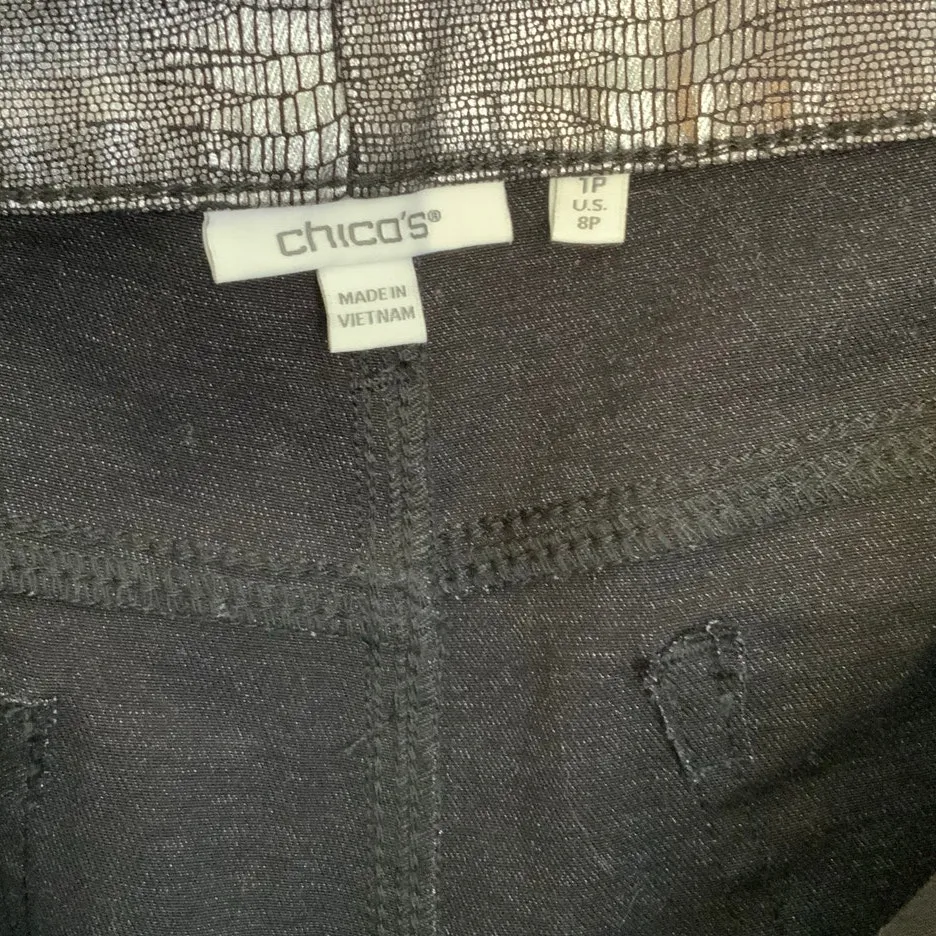 chico's®
MADE IN
VIETNAM
1P
U.S.
8P